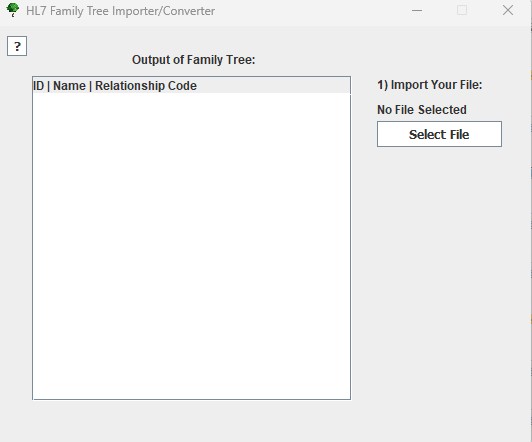 HL7 Family Tree Importer/Converter
?
Output of Family Tree:
ID | Name | Relationship Code
1) Import Your File:
No File Selected
Select File